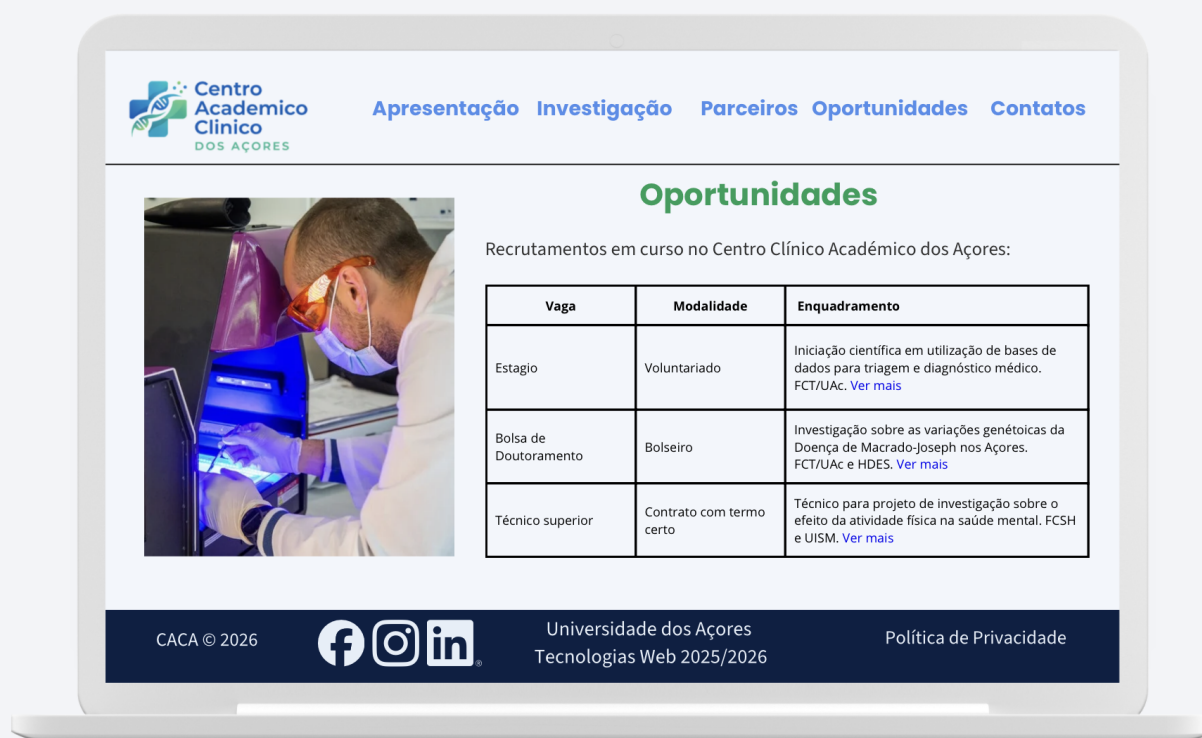 Centro
Academico
Clinico
DOS AÇORES
Apresentação Investigação Parceiros Oportunidades Contatos
Oportunidades
Recrutamentos em curso no Centro Clínico Académico dos Açores:
Vaga Modalidade Enquadramento
Estagio
Voluntariado
Iniciação científica em utilização de bases de
dados para triagem e diagnóstico médico.
FCT/UAc. Ver mais
Bolsa de
Doutoramento
Bolseiro
Investigação sobre as variações genétoicas da
Doença de Macrado-Joseph nos Açores.
FCT/UAc e HDES. Ver mais
Técnico superior
Contrato com termo
certo
Técnico para projeto de investigação sobre o
efeito da atividade física na saúde mental. FCSH
e UISM. Ver mais
CACA © 2026
in
®
Universidade dos Açores
Tecnologias Web 2025/2026
Política de Privacidade